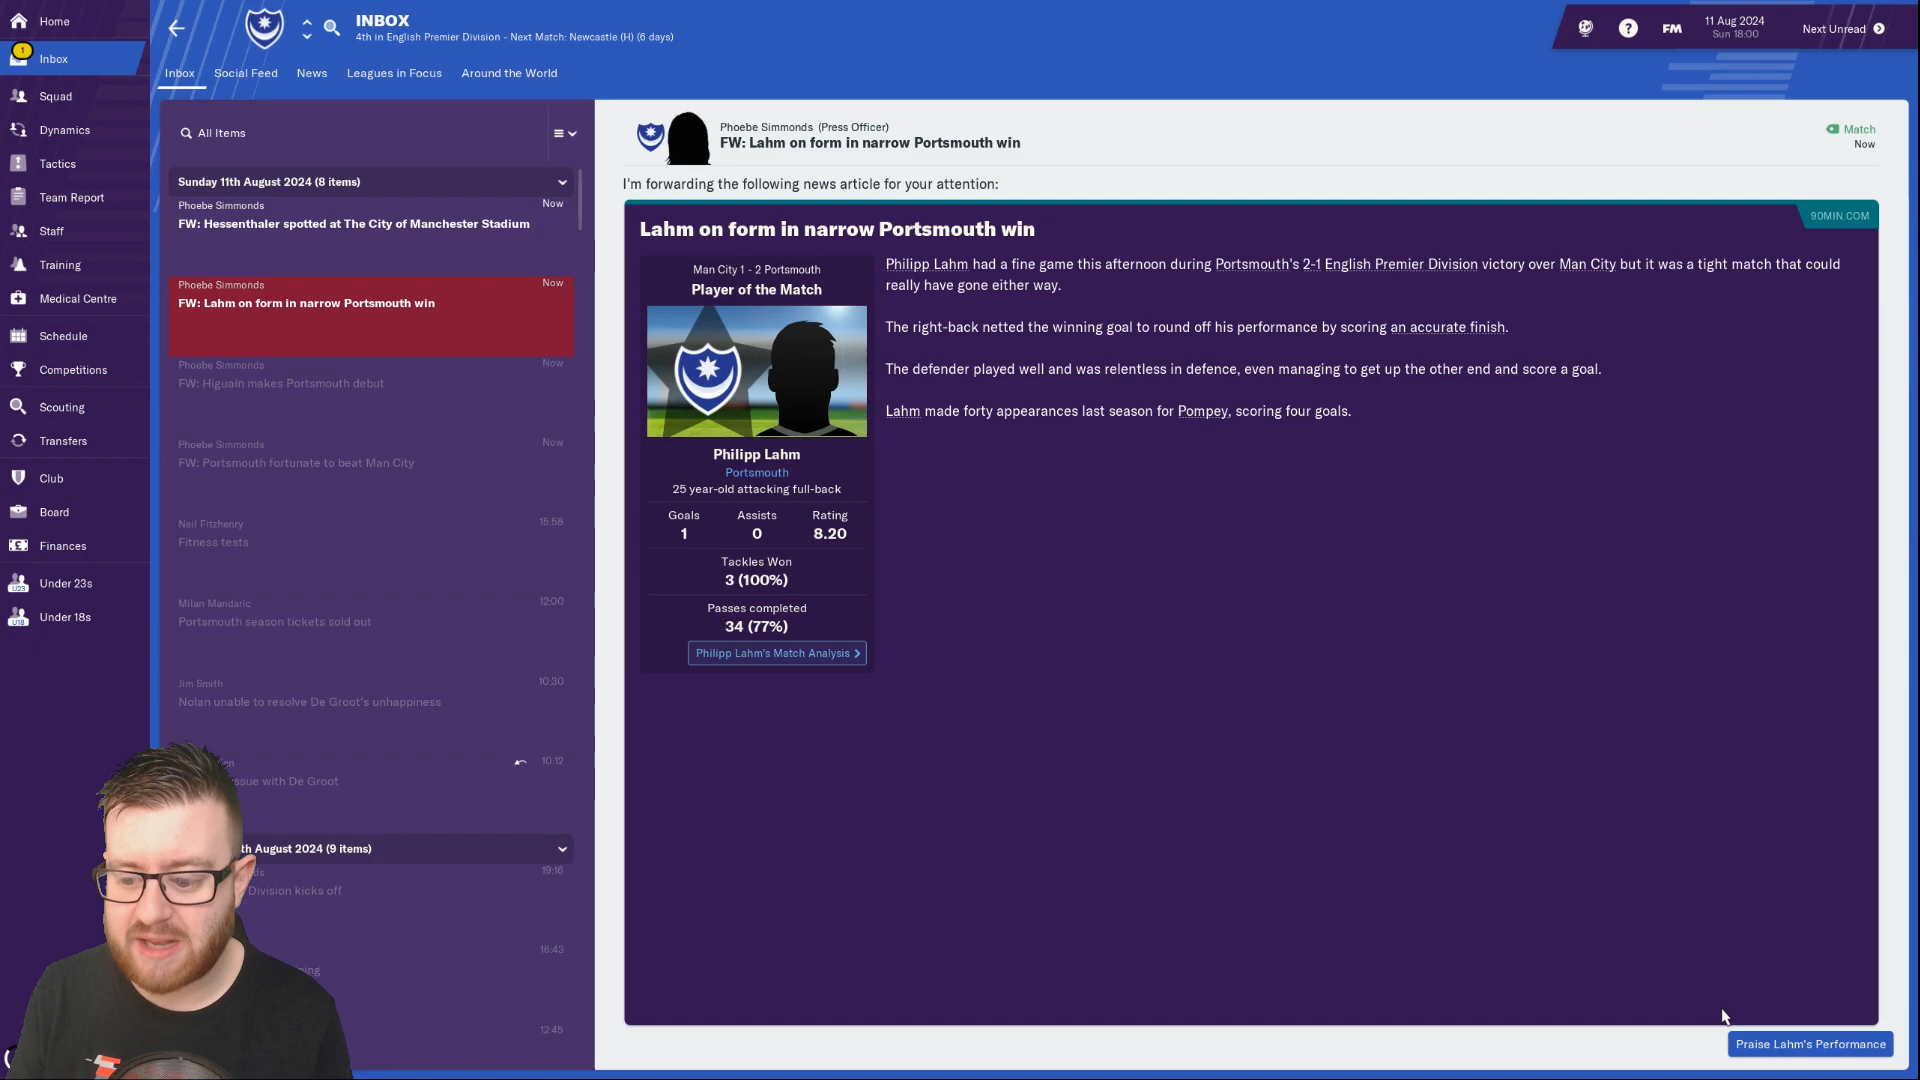 Home
1
Inbox
Squad
Dynamics
Tactics
Team Report
Staff
Training
Medical Centre
Schedule
Competitions
Scouting
Transfers
Club
Board
Finances
U23
Under 23s
U18
Under 18s
INBOX
4th in English Premier Division - Next Match: Newcastle (H) (6 days)
FM
11 Aug 2024
Sun 18:00
Next Unread
Inbox
Social Feed
News
Leagues in Focus
Around the World
All Items
Sunday 11th August 2024 (8 items)
Phoebe Simmonds
Now
FW: Hessenthaler spotted at The City of Manchester Stadium
Phoebe Simmonds
Now
FW: Lahm on form in narrow Portsmouth win
Phoebe Simmonds
Now
FW: Higuaín makes Portsmouth debut
Phoebe Simmonds
Now
FW: Portsmouth fortunate to beat Man City
Neil Fitzhenry
15:58
Fitness tests
Milan Mandaric
12:00
Portsmouth season tickets sold out
Jim Smith
10:30
Nolan unable to resolve De Groot's unhappiness
10:12
ssue with De Groot
th August 2024 (9 items)
19:16
Division kicks off
16:43
12:45
Phoebe Simmonds (Press Officer)
FW: Lahm on form in narrow Portsmouth win
Match
Now
I'm forwarding the following news article for your attention:
90MIN.COM
Lahm on form in narrow Portsmouth win
Man City 1 - 2 Portsmouth
Player of the Match
Philipp Lahm
Portsmouth
25 year-old attacking full-back
Goals Assists Rating
1 0 8.20
Tackles Won
3 (100%)
Passes completed
34 (77%)
Philipp Lahm's Match Analysis
Philipp Lahm had a fine game this afternoon during Portsmouth's 2-1 English Premier Division victory over Man City but it was a tight match that could
really have gone either way.
The right-back netted the winning goal to round off his performance by scoring an accurate finish.
The defender played well and was relentless in defence, even managing to get up the other end and score a goal.
Lahm made forty appearances last season for Pompey, scoring four goals.
Praise Lahm's Performance